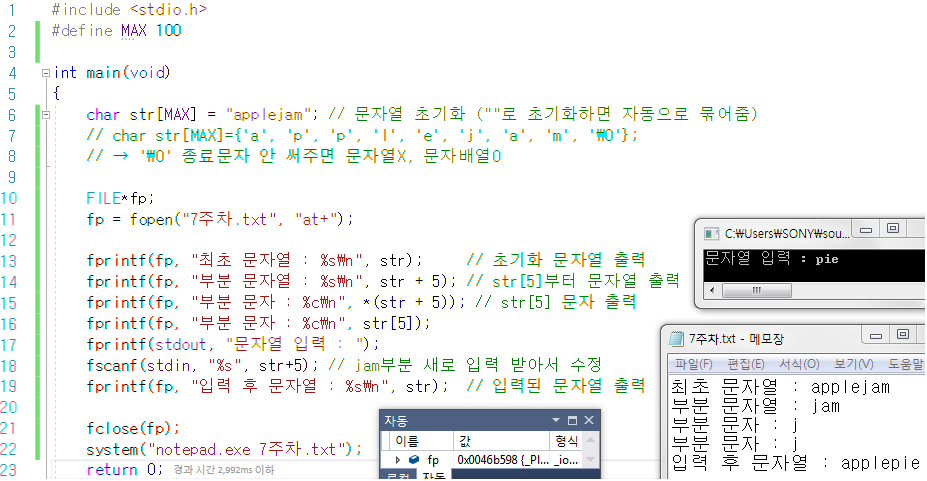 1 #include <stdio.h>
2 #define MAX 100
3
4 int main(void)
5 {
6 char str[MAX] = "applejam"; // 문자열 초기화 (""로 초기화하면 자동으로 묶어줌)
7 // char str[MAX]={'a', 'p', 'p', 'l', 'e', 'j', 'a', 'm', '₩0'};
8 // → '₩0' 종료문자 안 써주면 문자열X, 문자배열O
9
10 FILE*fp;
11 fp = fopen("7주차.txt", "at+");
12
13 fprintf(fp, "최초 문자열 : %s₩n", str); // 초기화 문자열 출력
14 fprintf(fp, "부분 문자열 : %s₩n", str + 5); // str[5]부터 문자열 출력
15 fprintf(fp, "부분 문자 : %c₩n", *(str + 5)); // str[5] 문자 출력
16 fprintf(fp, "부분 문자 : %c₩n", str[5]);
17 fprintf(stdout, "문자열 입력 : ");
18 fscanf(stdin, "%s", str+5); // jam부분 새로 입력 받아서 수정
19 fprintf(fp, "입력 후 문자열 : %s₩n", str); // 입력된 문자열 출력
20
21 fclose(fp);
22 system("notepad.exe 7주차.txt");
23 return 0; 경과 시간 2,992ms 이하
C:₩Users₩SONY₩sou...
문자열 입력 : pie
7주차.txt - 메모장
파일(F) 편집(E) 서식(O) 보기(V) 도움말
최초 문자열 : applejam
부분 문자열 : jam
부분 문자 : j
부분 문자 : j
입력 후 문자열 : applepie
자동
이름 값 형식
fp 0x0046b598 {_Pl... _io...
자동